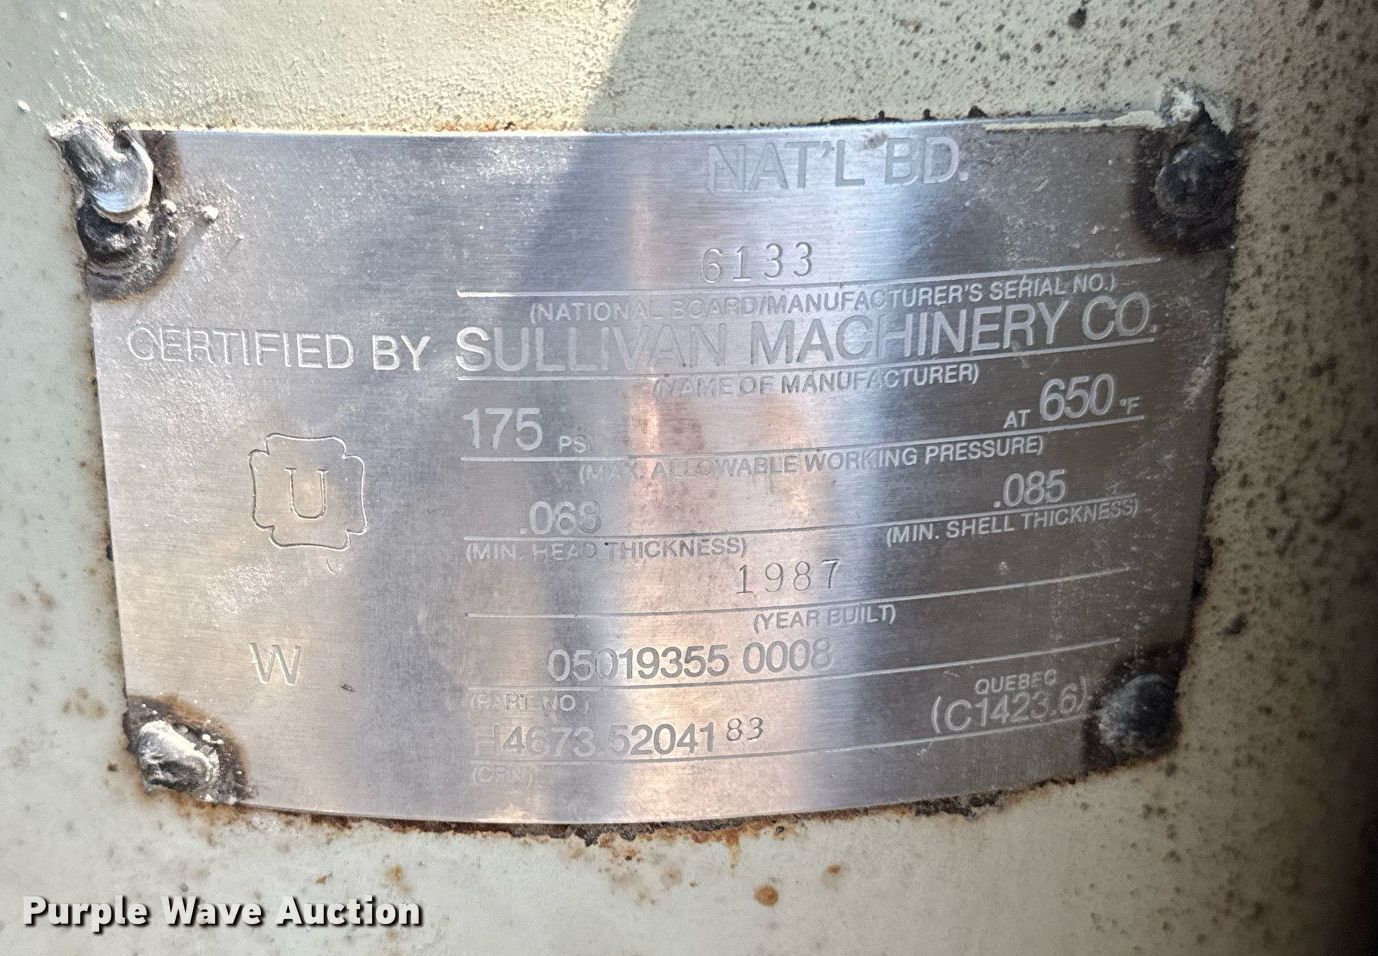 NAT'L BD.
6133
(NATIONAL BOARD/MANUFACTURER'S SERIAL NO.)
CERTIFIED BY SULLIVAN MACHINERY CO.
(NAME OF MANUFACTURER)
175 PSI AT 650 °F
(MAX. ALLOWABLE WORKING PRESSURE)
U
.068 .085
(MIN. HEAD THICKNESS) (MIN. SHELL THICKNESS)
1987
(YEAR BUILT)
W
05019355 0008
(PART NO.)
H4673.52041 83 QUEBEC (C1423.6)
(CRN)
Purple Wave Auction